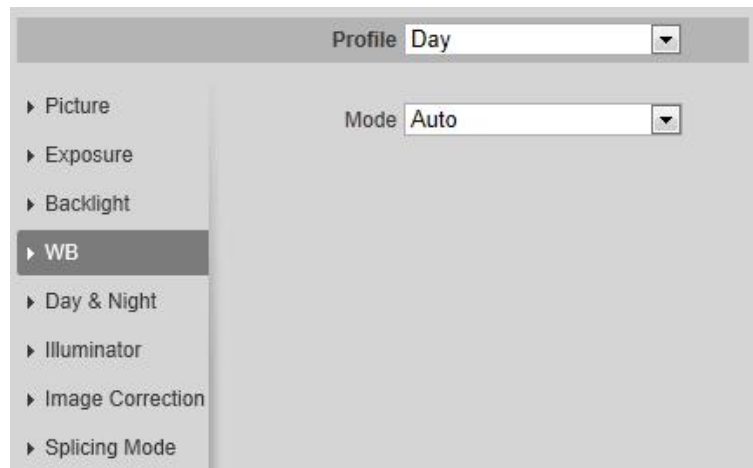 Profile Day
Mode Auto
Picture
Exposure
Backlight
WB
Day & Night
Illuminator
Image Correction
Splicing Mode